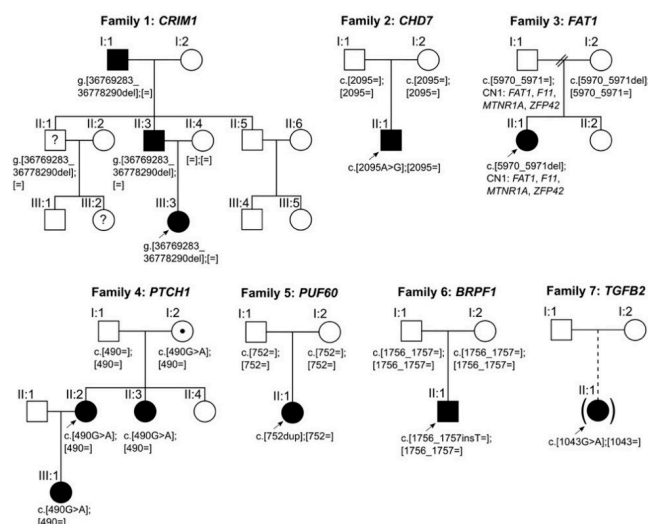 Family 1: CRIM1
I:1
I:2
g.[36769283_
36778290del];[=]
II:1
II:2
II:3
II:4
II:5
II:6
?
g.[36769283_
36778290del];
[=]
g.[36769283_
36778290del];
[=]
[=];[=]
III:1
III:2
?
III:3
III:4
III:5
g.[36769283_
36778290del];[=]
Family 2: CHD7
I:1
I:2
c.[2095=];
[2095=]
c.[2095=];
[2095=]
II:1
c.[2095A>G];[2095=]
Family 3: FAT1
I:1
I:2
c.[5970_5971=];
CN1: FAT1, F11,
MTNR1A, ZFP42
c.[5970_5971del];
[5970_5971=]
II:1
II:2
c.[5970_5971del];
CN1: FAT1, F11,
MTNR1A, ZFP42
Family 4: PTCH1
I:1
I:2
c.[490=];
[490=]
c.[490G>A];
[490=]
II:1
II:2
II:3
II:4
c.[490G>A];
[490=]
c.[490G>A];
[490=]
III:1
c.[490G>A];
[490=]
Family 5: PUF60
I:1
I:2
c.[752=];
[752=]
c.[752=];
[752=]
II:1
c.[752dup];[752=]
Family 6: BRPF1
I:1
I:2
c.[1756_1757=];
[1756_1757=]
c.[1756_1757=];
[1756_1757=]
II:1
c.[1756_1757insT=];
[1756_1757=]
Family 7: TGFB2
I:1
I:2
II:1
c.[1043G>A];[1043=]